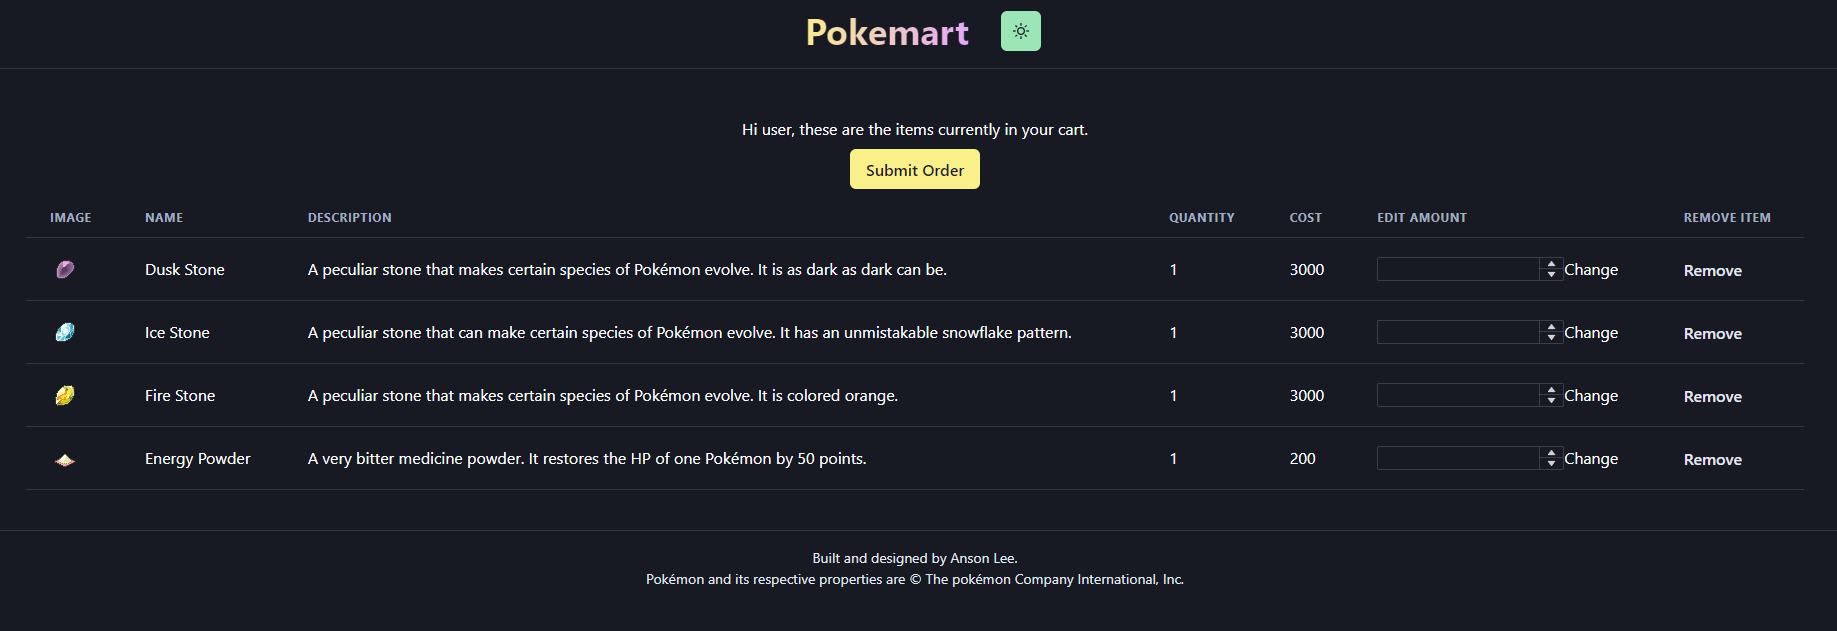 Pokemart
Hi user, these are the items currently in your cart.
Submit Order
IMAGE NAME DESCRIPTION QUANTITY COST EDIT AMOUNT REMOVE ITEM
Dusk Stone A peculiar stone that makes certain species of Pokémon evolve. It is as dark as dark can be. 1 3000 Change Remove
Ice Stone A peculiar stone that can make certain species of Pokémon evolve. It has an unmistakable snowflake pattern. 1 3000 Change Remove
Fire Stone A peculiar stone that makes certain species of Pokémon evolve. It is colored orange. 1 3000 Change Remove
Energy Powder A very bitter medicine powder. It restores the HP of one Pokémon by 50 points. 1 200 Change Remove
Built and designed by Anson Lee.
Pokémon and its respective properties are © The pokémon Company International, Inc.